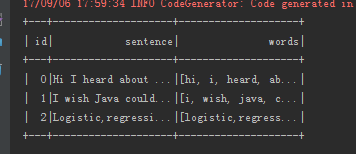 17/09/06 17:59:34 INFO CodeGenerator: Code generated in
+---+--------------------+--------------------+
| id|            sentence|               words|
+---+--------------------+--------------------+
|  0|Hi I heard about ...|[hi, i, heard, ab...|
|  1|I wish Java could...|[i, wish, java, c...|
|  2|Logistic,regressi...|[logistic,regress...|
+---+--------------------+--------------------+